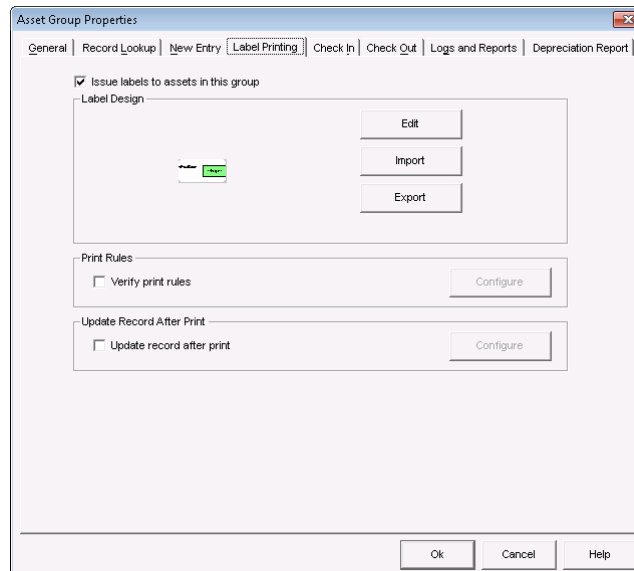 Asset Group Properties
General Record Lookup New Entry Label Printing Check In Check Out Logs and Reports Depreciation Report
Issue labels to assets in this group
Label Design
Edit
Import
Export
Print Rules
Verify print rules
Configure
Update Record After Print
Update record after print
Configure
Ok Cancel Help